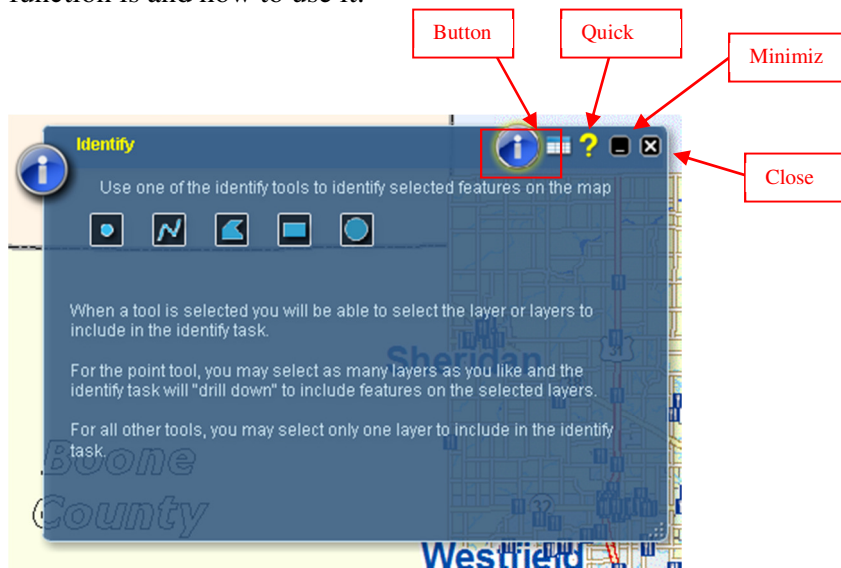 function is and how to use it.
Button
Quick
Minimiz
Close
Identify
?
Use one of the identify tools to identify selected features on the map
When a tool is selected you will be able to select the layer or layers to
include in the identify task.
For the point tool, you may select as many layers as you like and the
identify task will "drill down" to include features on the selected layers.
For all other tools, you may select only one layer to include in the identify
task.
Sheridan
31
Boone
County
32
Westfield